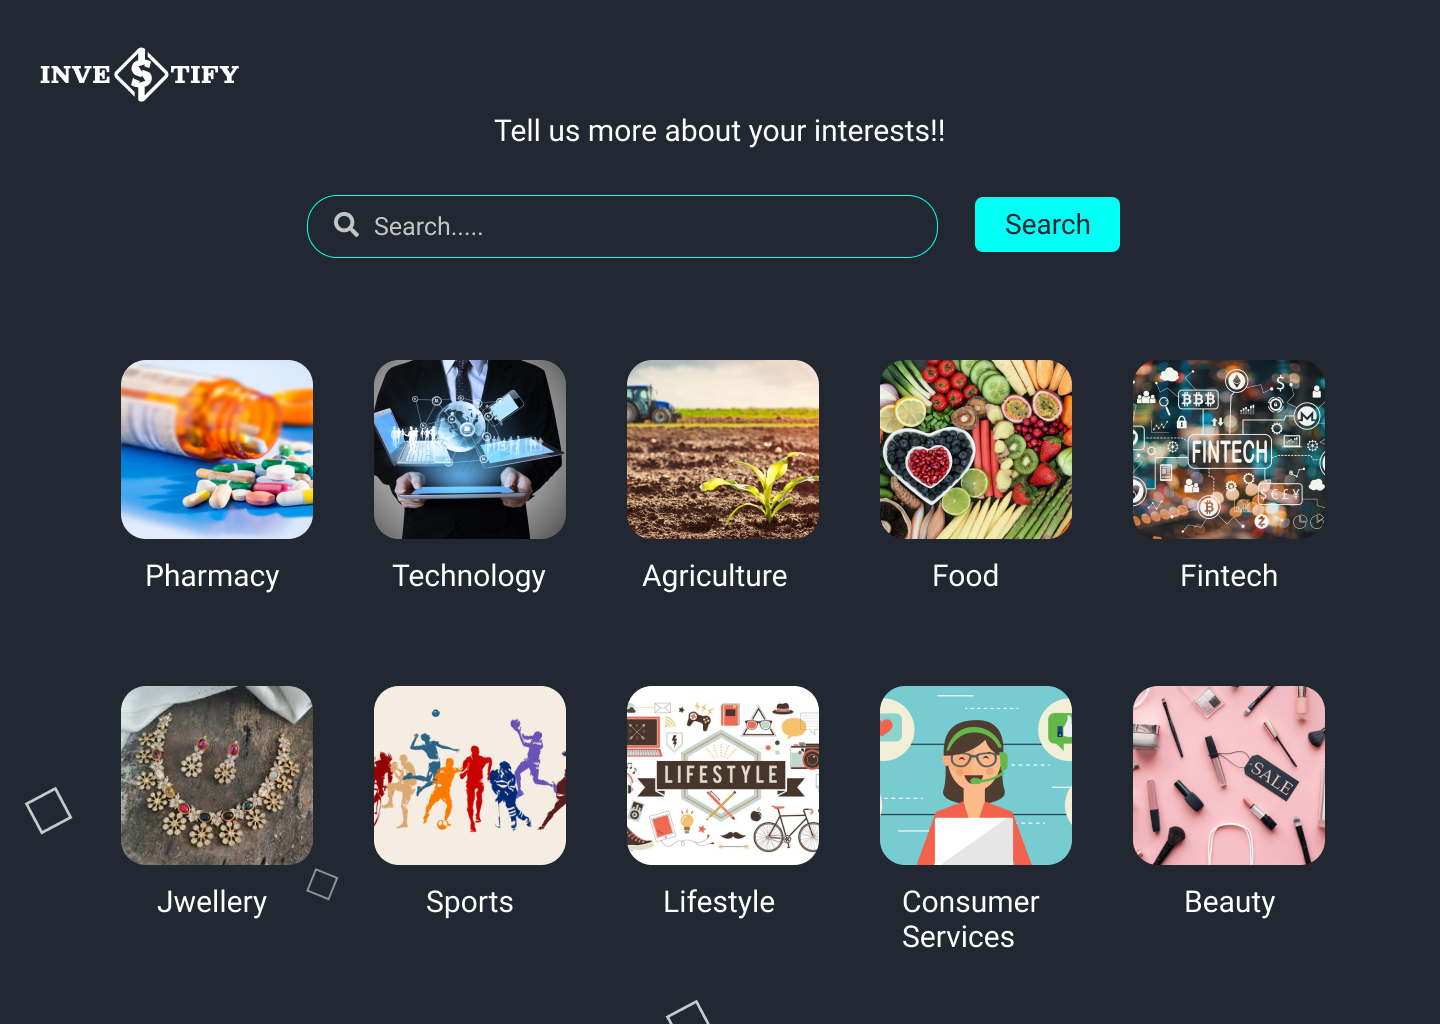 INVE$TIFY
Tell us more about your interests!!
Search.....
Search
FINTECH
$ € £ ¥
Pharmacy
Technology
Agriculture
Food
Fintech
LIFESTYLE
SALE
Jwellery
Sports
Lifestyle
Consumer
Services
Beauty